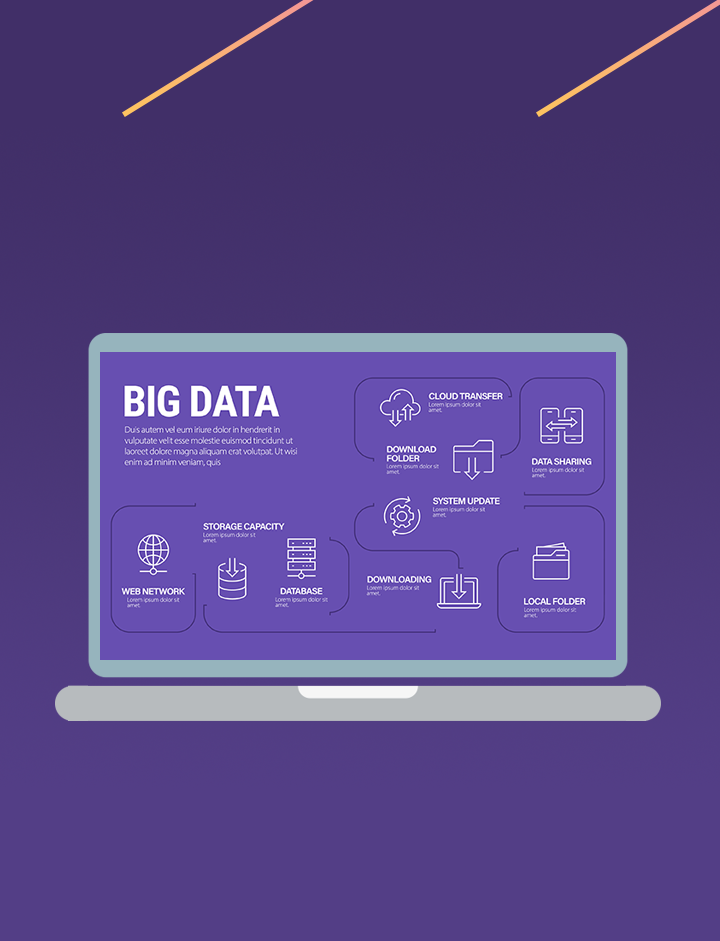 BIG DATA
Duis autem vel eum iriure dolor in hendrerit in
vulputate velit esse molestie euismod tincidunt ut
laoreet dolore magna aliquam erat volutpat. Ut wisi
enim ad minim veniam, quis
CLOUD TRANSFER
Lorem ipsum dolor sit
amet.
DOWNLOAD
FOLDER
Lorem ipsum dolor sit
amet.
DATA SHARING
Lorem ipsum dolor sit
amet.
SYSTEM UPDATE
Lorem ipsum dolor sit
amet.
STORAGE CAPACITY
Lorem ipsum dolor sit
amet.
WEB NETWORK
Lorem ipsum dolor sit
amet.
DATABASE
Lorem ipsum dolor sit
amet.
DOWNLOADING
Lorem ipsum dolor sit
amet.
LOCAL FOLDER
Lorem ipsum dolor sit
amet.